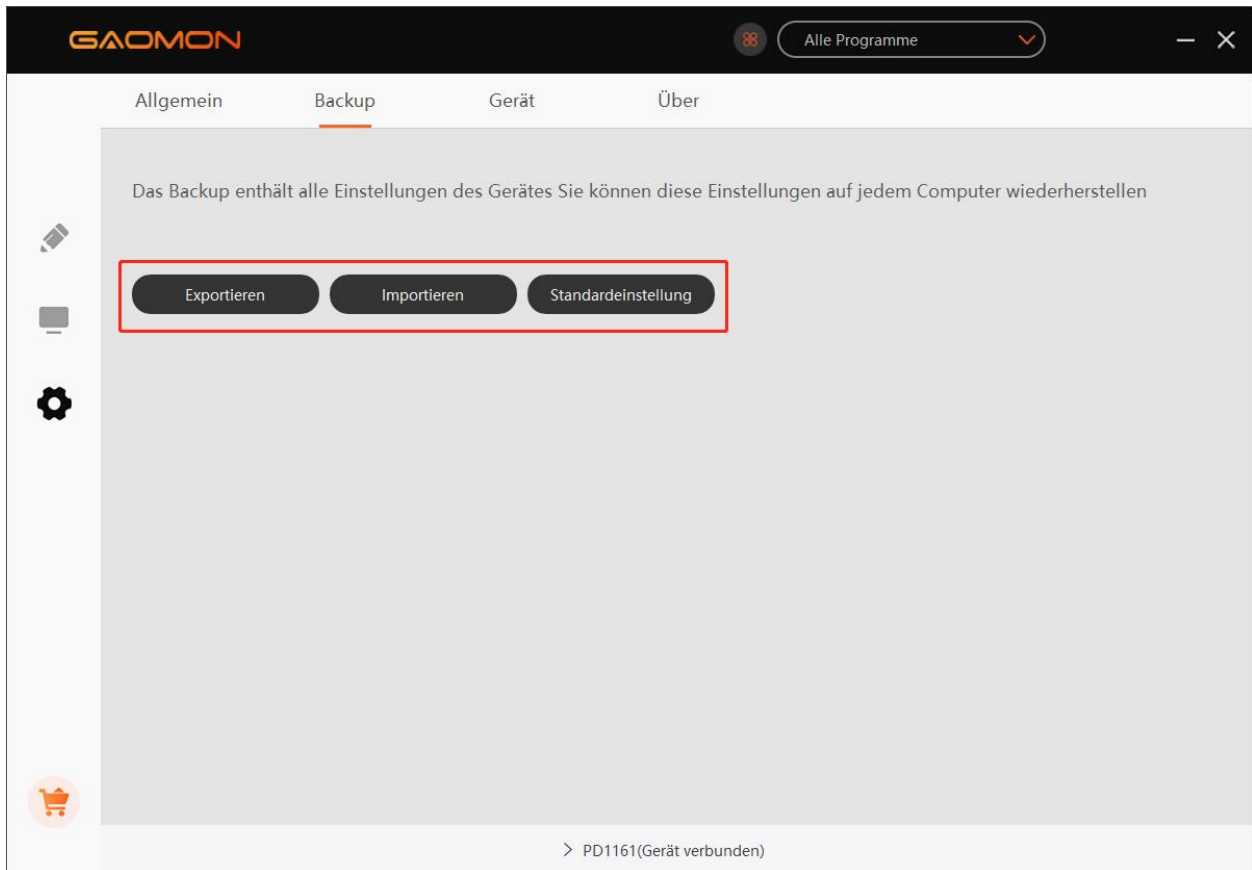 GAOMON
Alle Programme
Allgemein Backup Gerät Über
Das Backup enthält alle Einstellungen des Gerätes Sie können diese Einstellungen auf jedem Computer wiederherstellen
Exportieren Importieren Standardeinstellung
PD1161(Gerät verbunden)